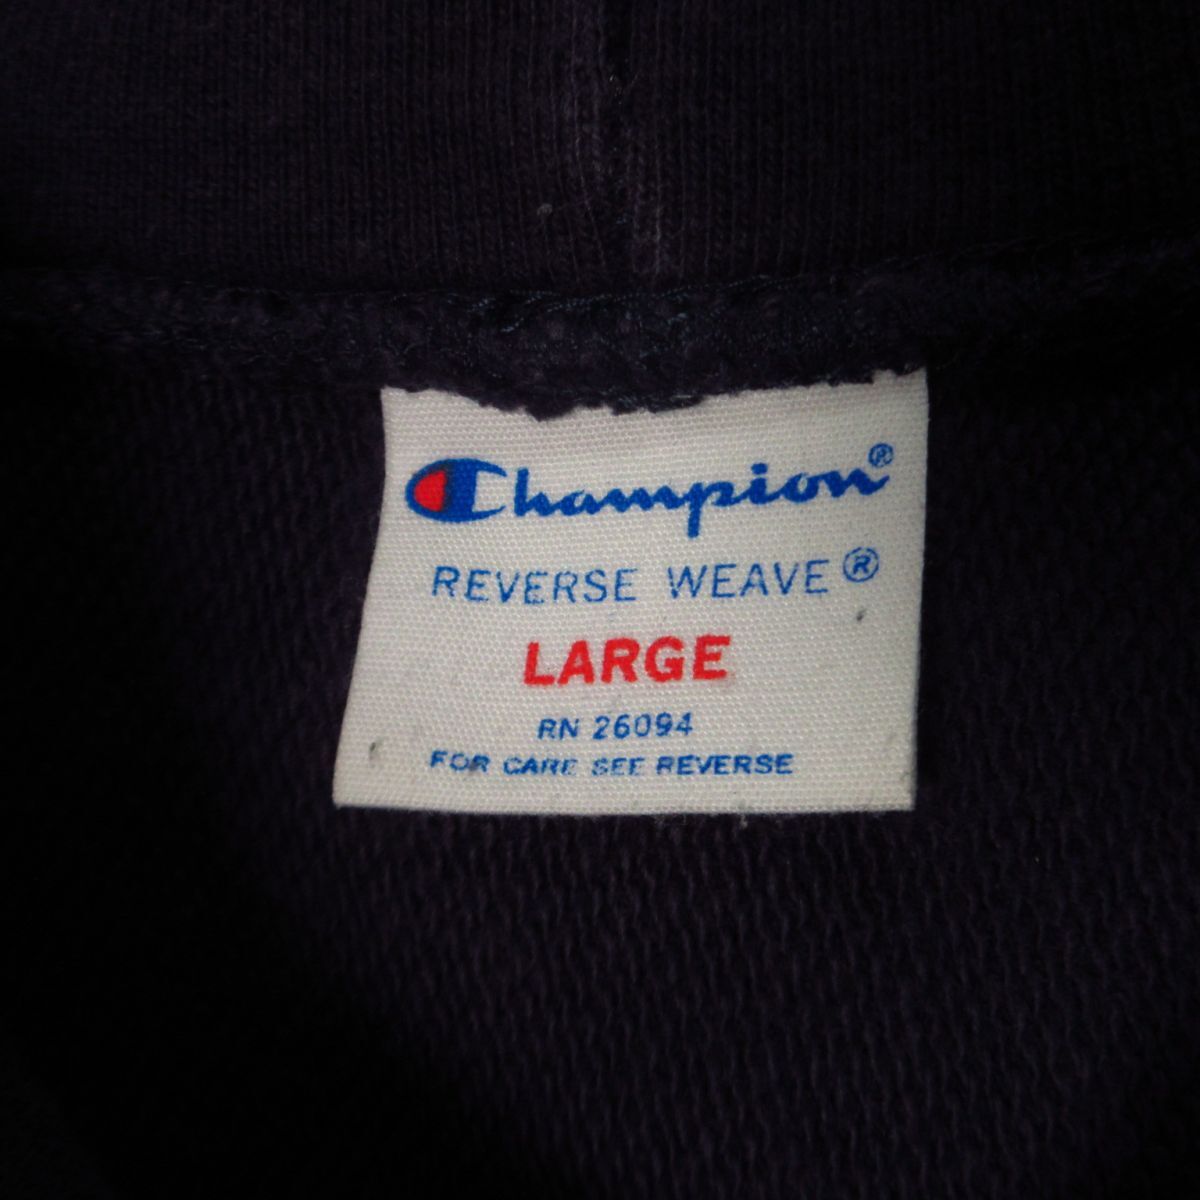 Champion®
REVERSE WEAVE®
LARGE
RN 26094
FOR CARE SEE REVERSE